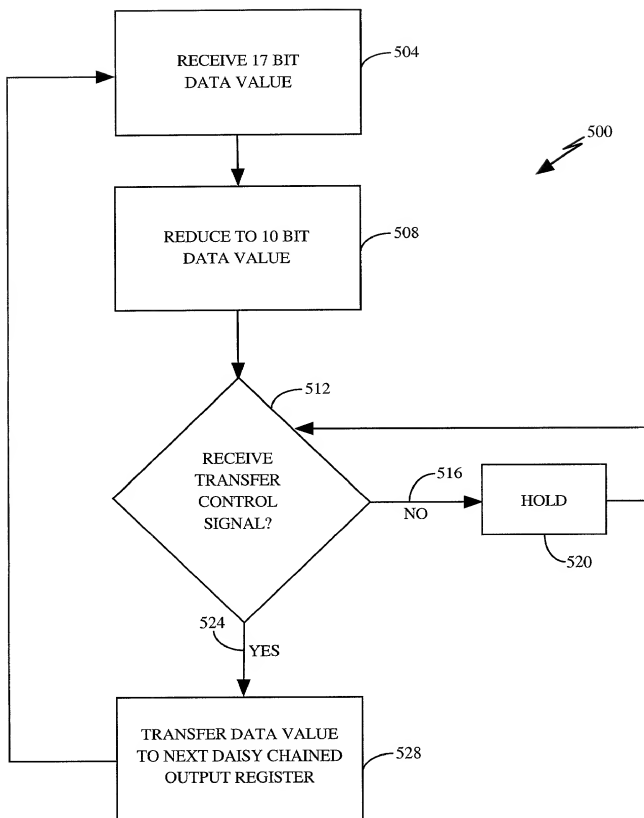 RECEIVE 17 BIT
DATA VALUE
504
500
REDUCE TO 10 BIT
DATA VALUE
508
512
RECEIVE
TRANSFER
CONTROL
SIGNAL?
516
NO
HOLD
520
524
YES
TRANSFER DATA VALUE
TO NEXT DAISY CHAINED
OUTPUT REGISTER
528